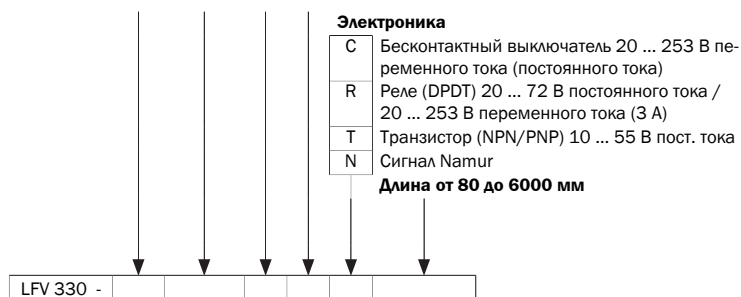 Электроника
C Бесконтактный выключатель 20 ... 253 В пе-
ременного тока (постоянного тока)
R Реле (DPDT) 20 ... 72 В постоянного тока /
20 ... 253 В переменного тока (3 А)
T Транзистор (NPN/PNP) 10 ... 55 В пост. тока
N Сигнал Namur
Длина от 80 до 6000 мм
LFV 330 -